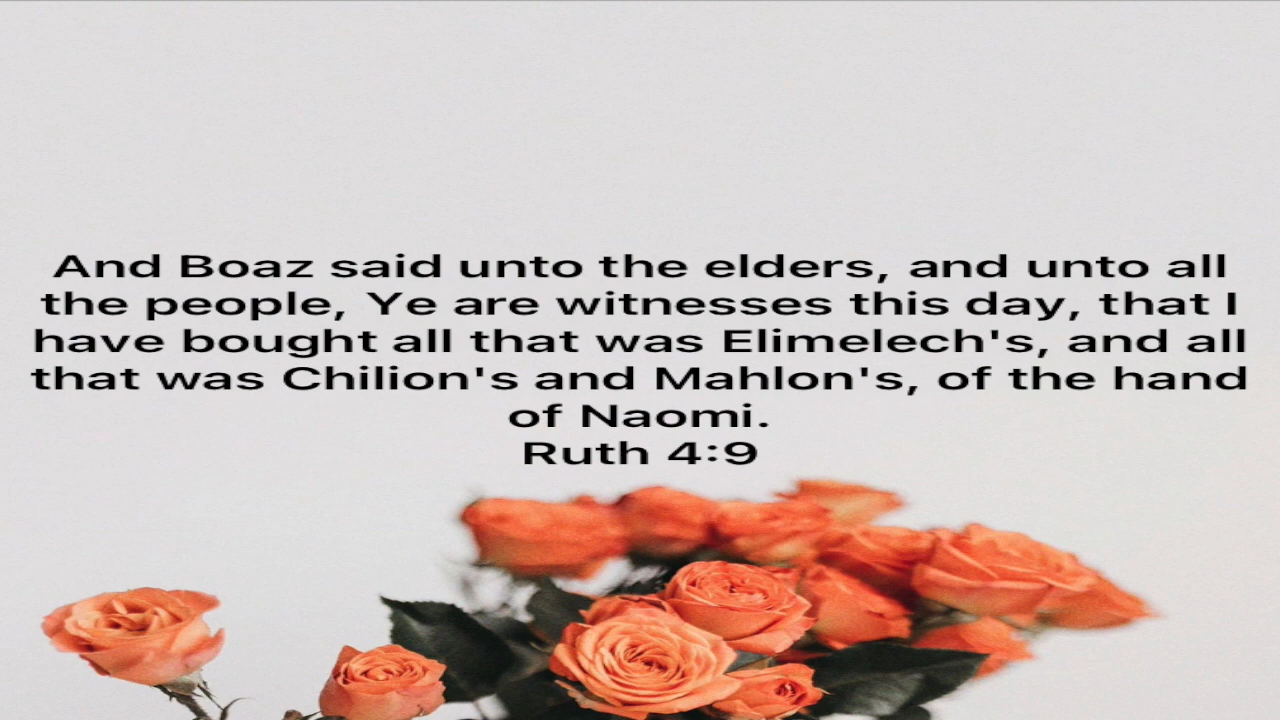 And Boaz said unto the elders, and unto all
the people, Ye are witnesses this day, that I
have bought all that was Elimelech's, and all
that was Chilion's and Mahlon's, of the hand
of Naomi.
Ruth 4:9